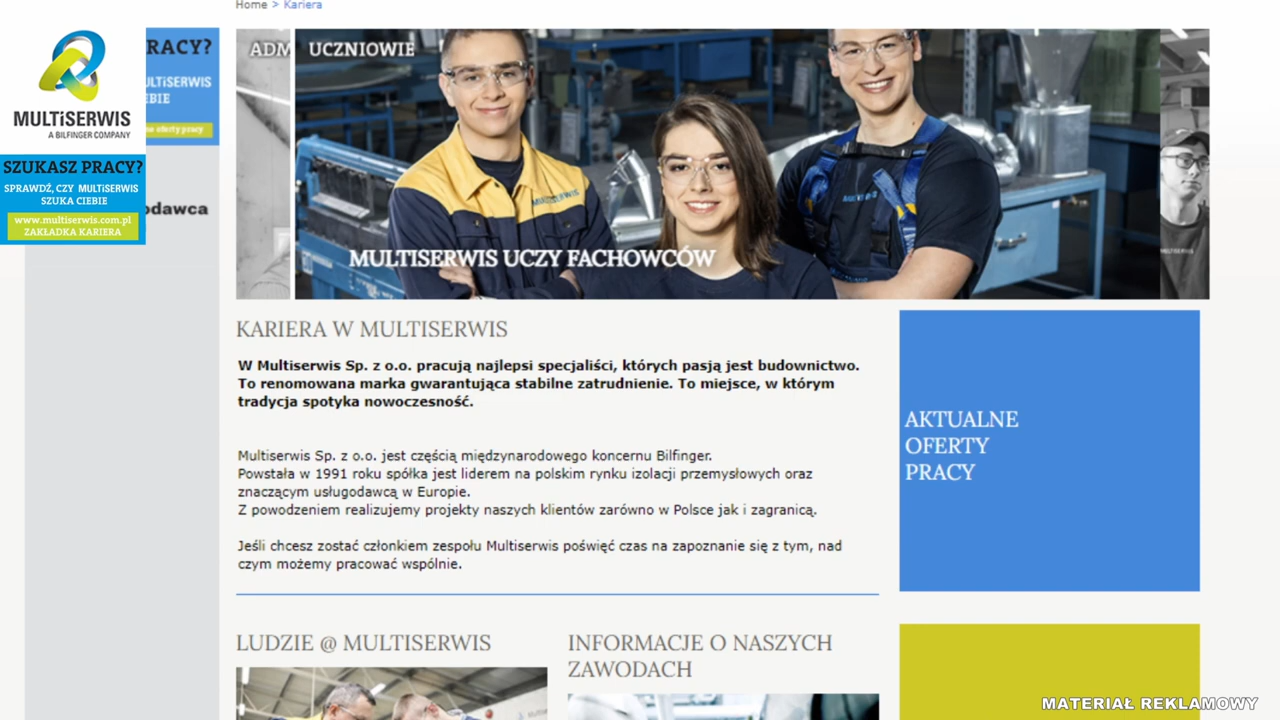 Home > Kariera
MULTiSERWIS
A BILFINGER COMPANY
SZUKASZ PRACY?
SPRAWDŹ, CZY MULTiSERWIS
SZUKA CIEBIE
www.multiserwis.com.pl
ZAKŁADKA KARIERA
RACY?
ULTiSERWIS
EBIE
ne oferty pracy
odawca
ADM
UCZNIOWIE
MULTISERWIS UCZY FACHOWCÓW
KARIERA W MULTISERWIS
W Multiserwis Sp. z o.o. pracują najlepsi specjaliści, których pasją jest budownictwo.
To renomowana marka gwarantująca stabilne zatrudnienie. To miejsce, w którym
tradycja spotyka nowoczesność.
Multiserwis Sp. z o.o. jest częścią międzynarodowego koncernu Bilfinger.
Powstała w 1991 roku spółka jest liderem na polskim rynku izolacji przemysłowych oraz
znaczącym usługodawcą w Europie.
Z powodzeniem realizujemy projekty naszych klientów zarówno w Polsce jak i zagranicą.
Jeśli chcesz zostać członkiem zespołu Multiserwis poświęć czas na zapoznanie się z tym, nad
czym możemy pracować wspólnie.
AKTUALNE
OFERTY
PRACY
LUDZIE @ MULTISERWIS
INFORMACJE O NASZYCH
ZAWODACH
MATERIAŁ REKLAMOWY